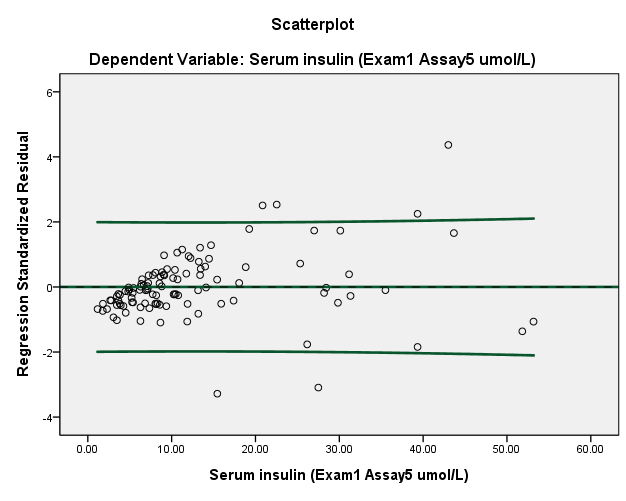 Scatterplot
Dependent Variable: Serum insulin (Exam1 Assay5 umol/L)
Regression Standardized Residual
6
4
2
0
-2
-4
0.00 10.00 20.00 30.00 40.00 50.00 60.00
Serum insulin (Exam1 Assay5 umol/L)